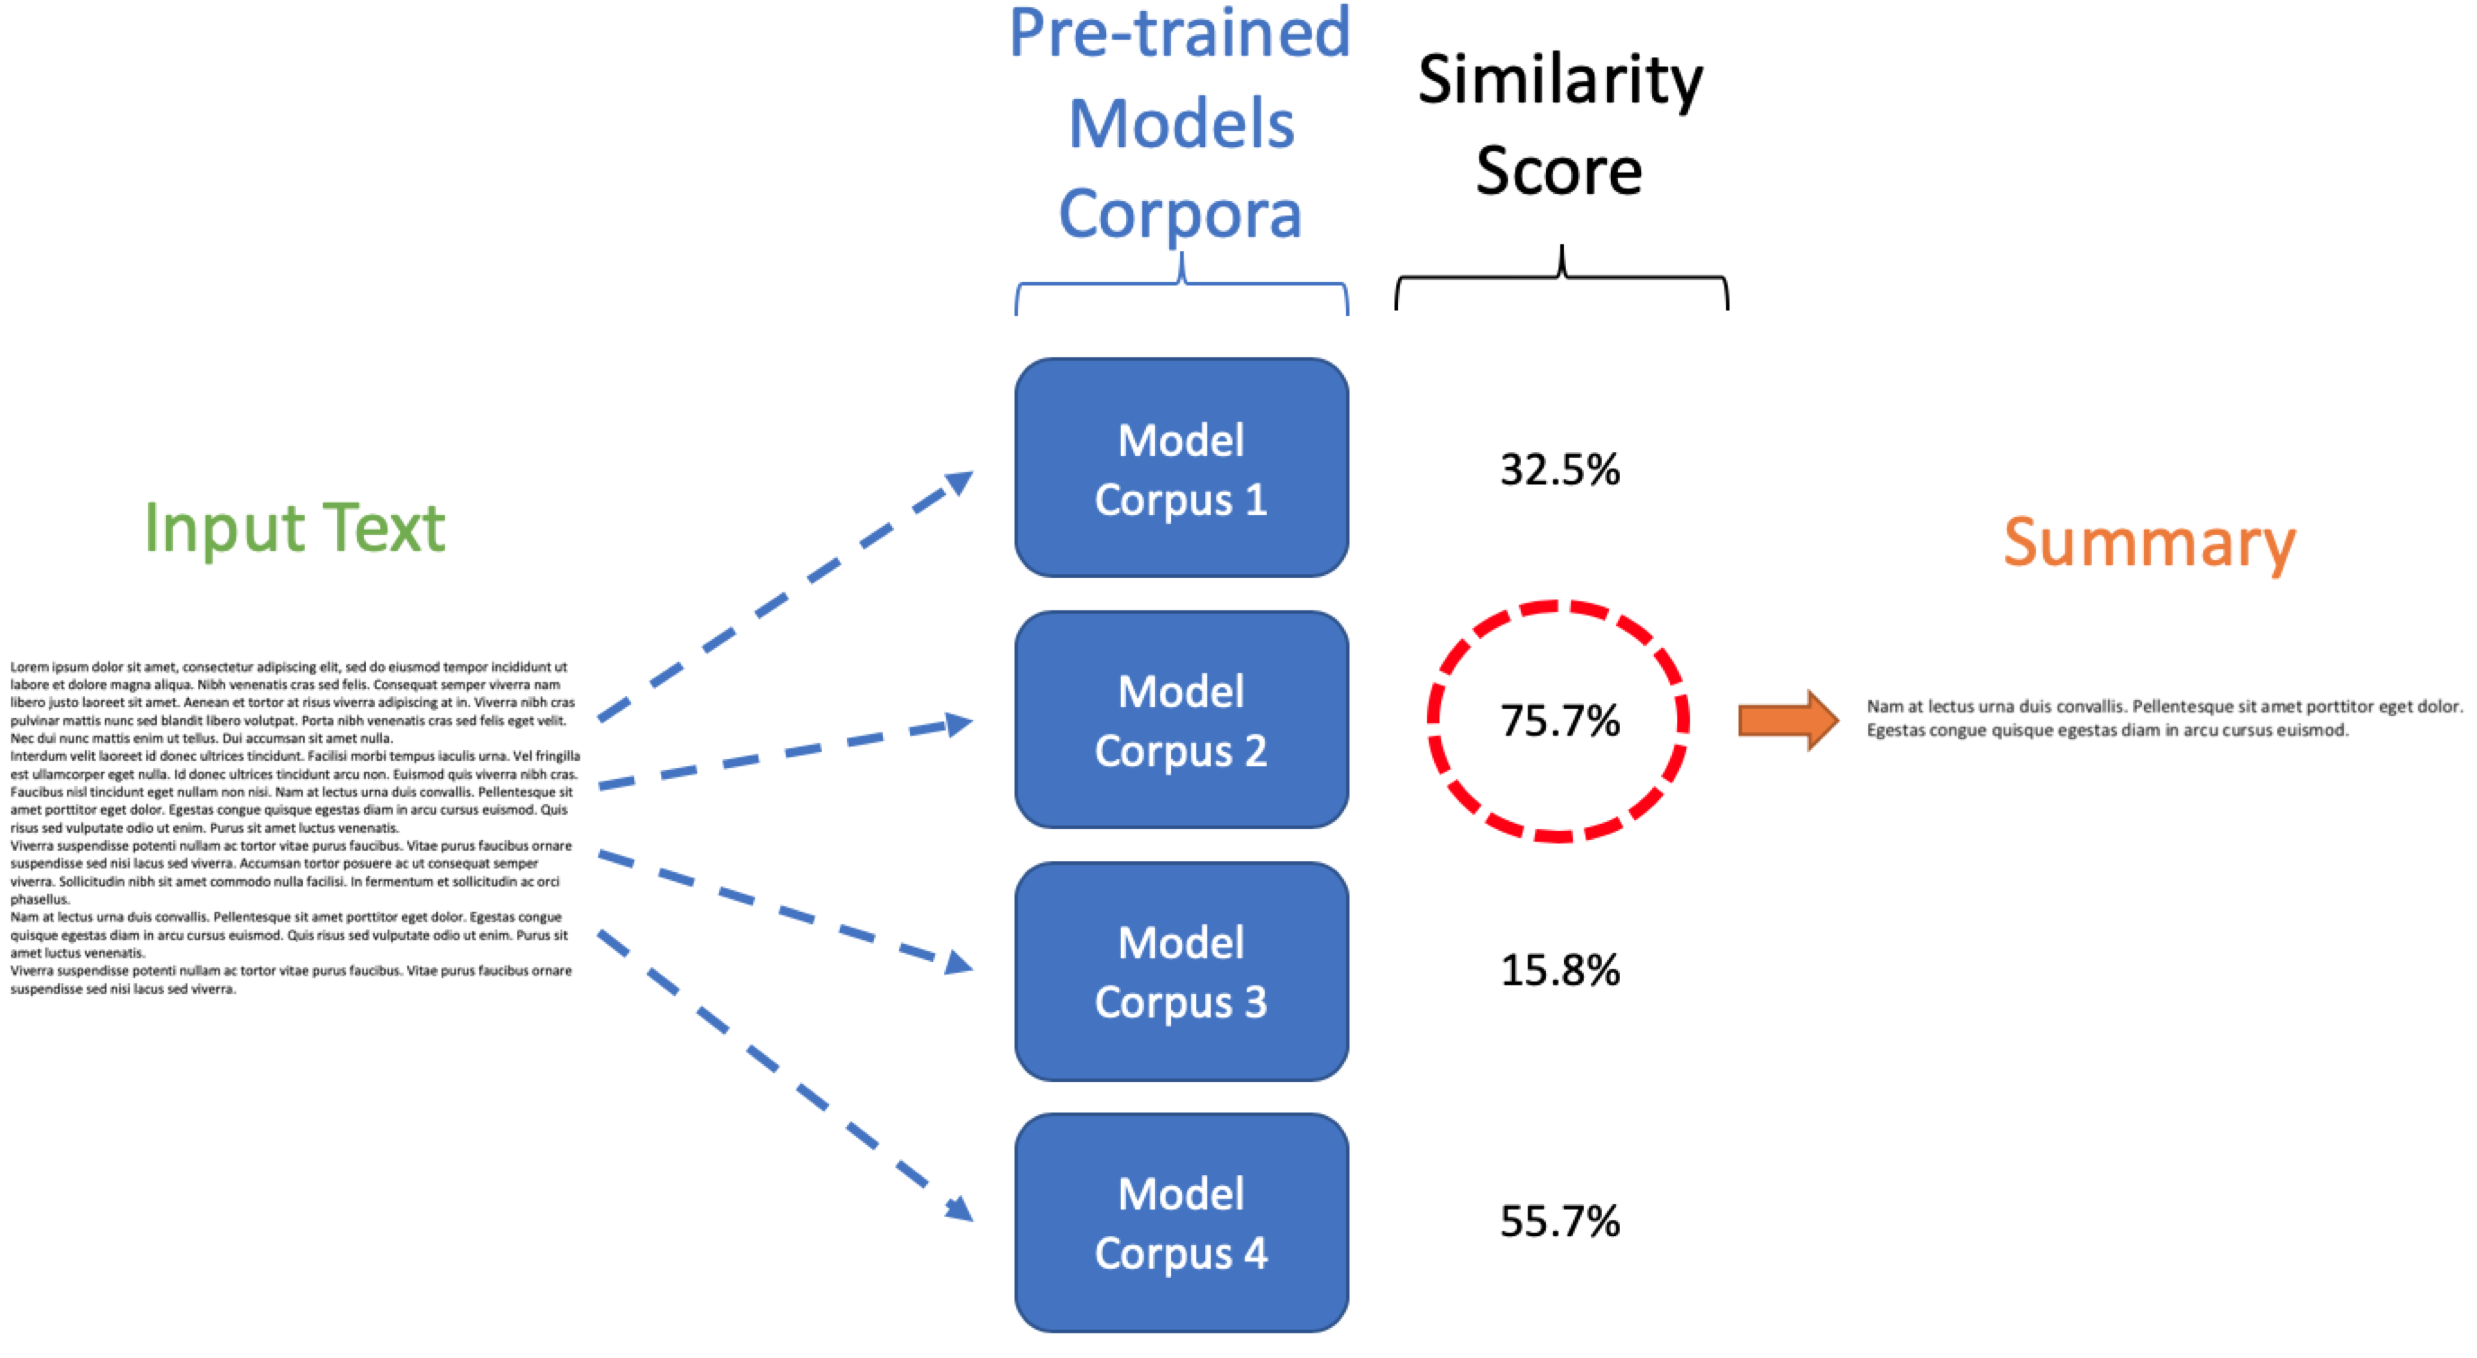 Pre-trained
Models
Corpora
Similarity
Score
Input Text
Lorem ipsum dolor sit amet, consectetur adipiscing elit, sed do eiusmod tempor incididunt ut
labore et dolore magna aliqua. Nibh venenatis cras sed felis. Consequat semper viverra nam
libero justo laoreet sit amet. Aenean et tortor at risus viverra adipiscing at in. Viverra nibh cras
pulvinar mattis nunc sed blandit libero volutpat. Porta nibh venenatis cras sed felis eget velit.
Nec dui nunc mattis enim ut tellus. Dui accumsan sit amet nulla.
Interdum velit laoreet id donec ultrices tincidunt. Facilisi morbi tempus iaculis urna. Vel fringilla
est ullamcorper eget nulla. Id donec ultrices tincidunt arcu non. Euismod quis viverra nibh cras.
Faucibus nisl tincidunt eget nullam non nisi. Nam at lectus urna duis convallis. Pellentesque sit
amet porttitor eget dolor. Egestas congue quisque egestas diam in arcu cursus euismod. Quis
risus sed vulputate odio ut enim. Purus sit amet luctus venenatis.
Viverra suspendisse potenti nullam ac tortor vitae purus faucibus. Vitae purus faucibus ornare
suspendisse sed nisi lacus sed viverra. Accumsan tortor posuere ac ut consequat semper
viverra. Sollicitudin nibh sit amet commodo nulla facilisi. In fermentum et sollicitudin ac orci
phasellus.
Nam at lectus urna duis convallis. Pellentesque sit amet porttitor eget dolor. Egestas congue
quisque egestas diam in arcu cursus euismod. Quis risus sed vulputate odio ut enim. Purus sit
amet luctus venenatis.
Viverra suspendisse potenti nullam ac tortor vitae purus faucibus. Vitae purus faucibus ornare
suspendisse sed nisi lacus sed viverra.
Model
Corpus 1
32.5%
Model
Corpus 2
75.7%
Model
Corpus 3
15.8%
Model
Corpus 4
55.7%
Summary
Nam at lectus urna duis convallis. Pellentesque sit amet porttitor eget dolor.
Egestas congue quisque egestas diam in arcu cursus euismod.